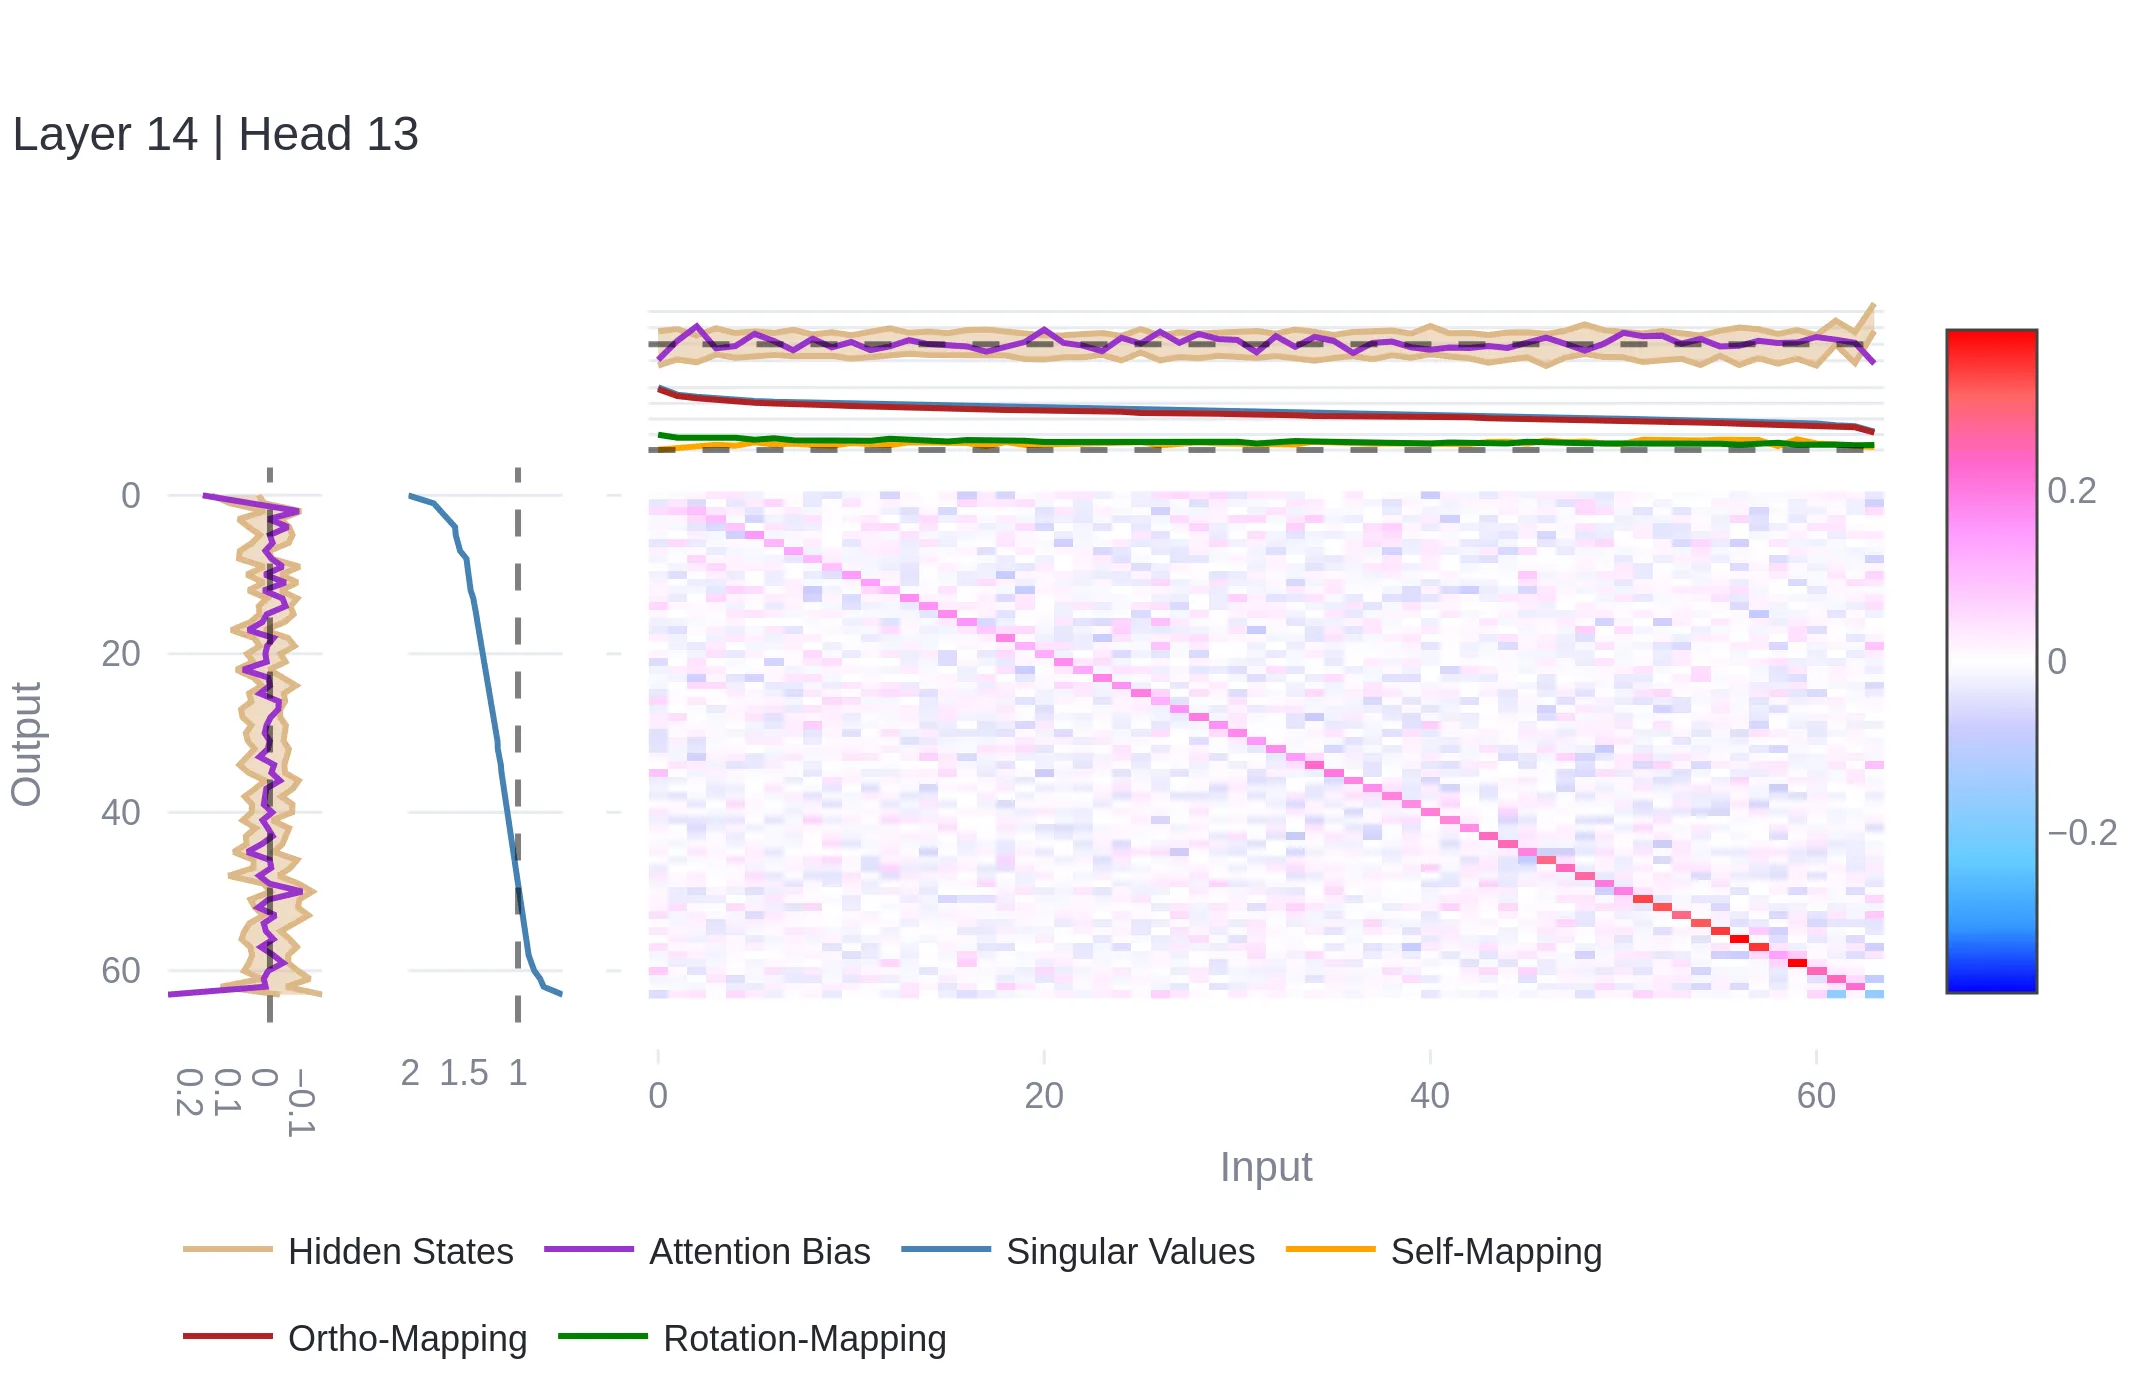 Layer 14 | Head 13
0
20
40
60
Output
0.2
0.1
0
−0.1
2 1.5 1
0 20 40 60
Input
0.2
0
−0.2
Hidden States Attention Bias Singular Values Self-Mapping
Ortho-Mapping Rotation-Mapping